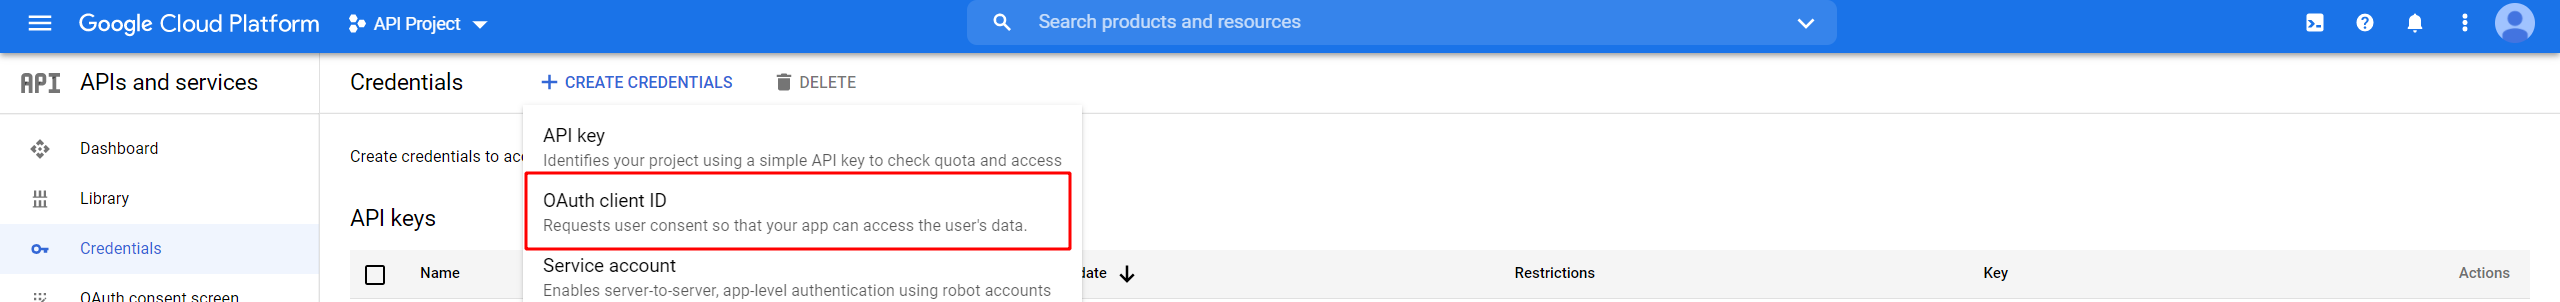 Google Cloud Platform API Project Search products and resources
API APIs and services Credentials CREATE CREDENTIALS DELETE
API key
Dashboard
Create credentials to acc
Identifies your project using a simple API key to check quota and access
Library
OAuth client ID
API keys
Requests user consent so that your app can access the user's data.
Credentials
Service account
Name date Restrictions Key Actions
Enables server-to-server, app-level authentication using robot accounts
OAuth consent screen